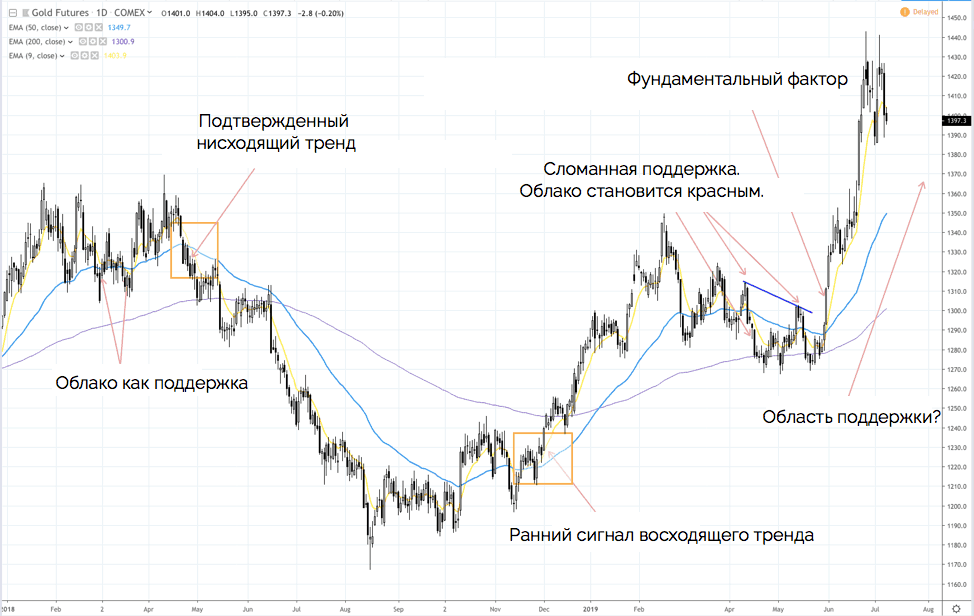 Gold Futures · 1D · COMEX O1401.0 H1404.0 L1395.0 C1397.3 −2.8 (−0.20%)
Delayed
EMA (50, close) 1349.7
EMA (200, close) 1300.9
EMA (9, close) 1403.9
Фундаментальный фактор
Подтвержденный
нисходящий тренд
Сломанная поддержка.
Облако становится красным.
Облако как поддержка
Область поддержки?
Ранний сигнал восходящего тренда
1450.0
1440.0
1430.0
1420.0
1410.0
1400.0
1397.3
1390.0
1380.0
1370.0
1360.0
1350.0
1340.0
1330.0
1320.0
1310.0
1300.0
1290.0
1280.0
1270.0
1260.0
1250.0
1240.0
1230.0
1220.0
1210.0
1200.0
1190.0
1180.0
1170.0
1160.0
2018 Feb 2 Apr May Jun Jul Aug Sep 2 Nov Dec 2019 Feb Apr May Jun Jul Aug